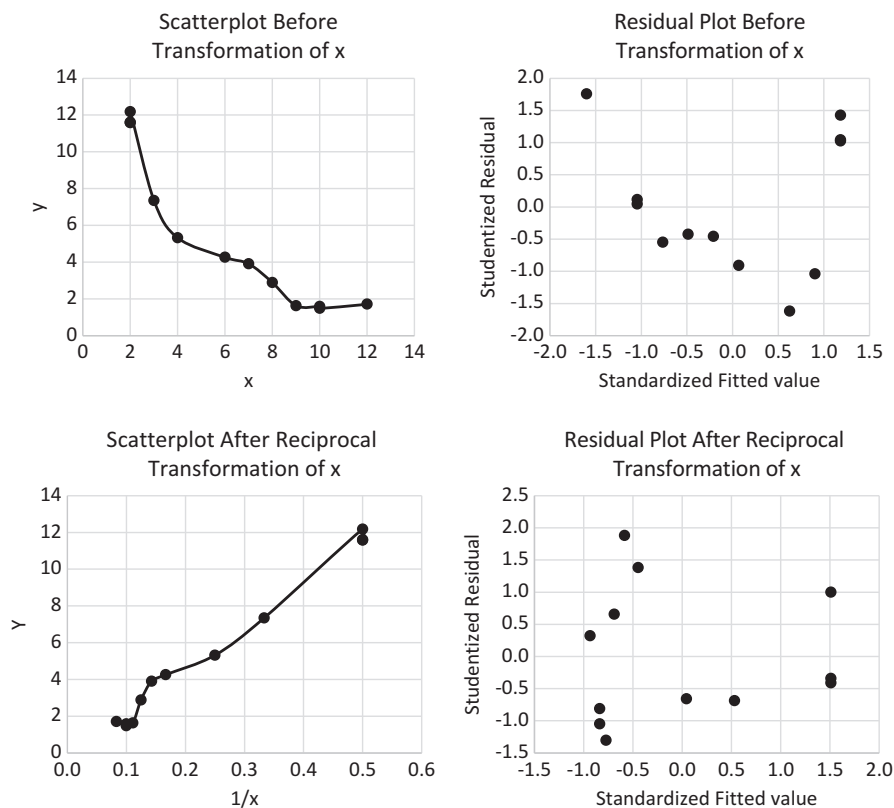 Scatterplot Before
Transformation of x
14
12
10
8
6
4
2
0
y
0 2 4 6 8 10 12 14
x
Residual Plot Before
Transformation of x
2.0
1.5
1.0
0.5
0.0
-0.5
-1.0
-1.5
-2.0
Studentized Residual
-2.0 -1.5 -1.0 -0.5 0.0 0.5 1.0 1.5
Standardized Fitted value
Scatterplot After Reciprocal
Transformation of x
14
12
10
8
6
4
2
0
Y
0.0 0.1 0.2 0.3 0.4 0.5 0.6
1/x
Residual Plot After Reciprocal
Transformation of x
2.5
2.0
1.5
1.0
0.5
0.0
-0.5
-1.0
-1.5
Studentized Residual
-1.5 -1.0 -0.5 0.0 0.5 1.0 1.5 2.0
Standardized Fitted value